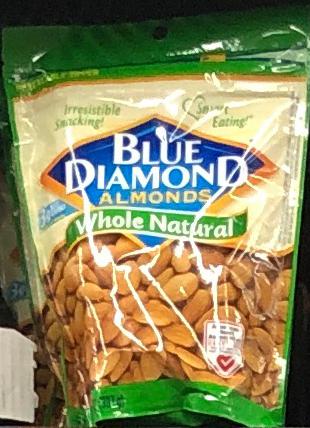 Irresistible
Snacking!
Smart
Eating!
BLUE
DIAMOND
ALMONDS
Whole Natural